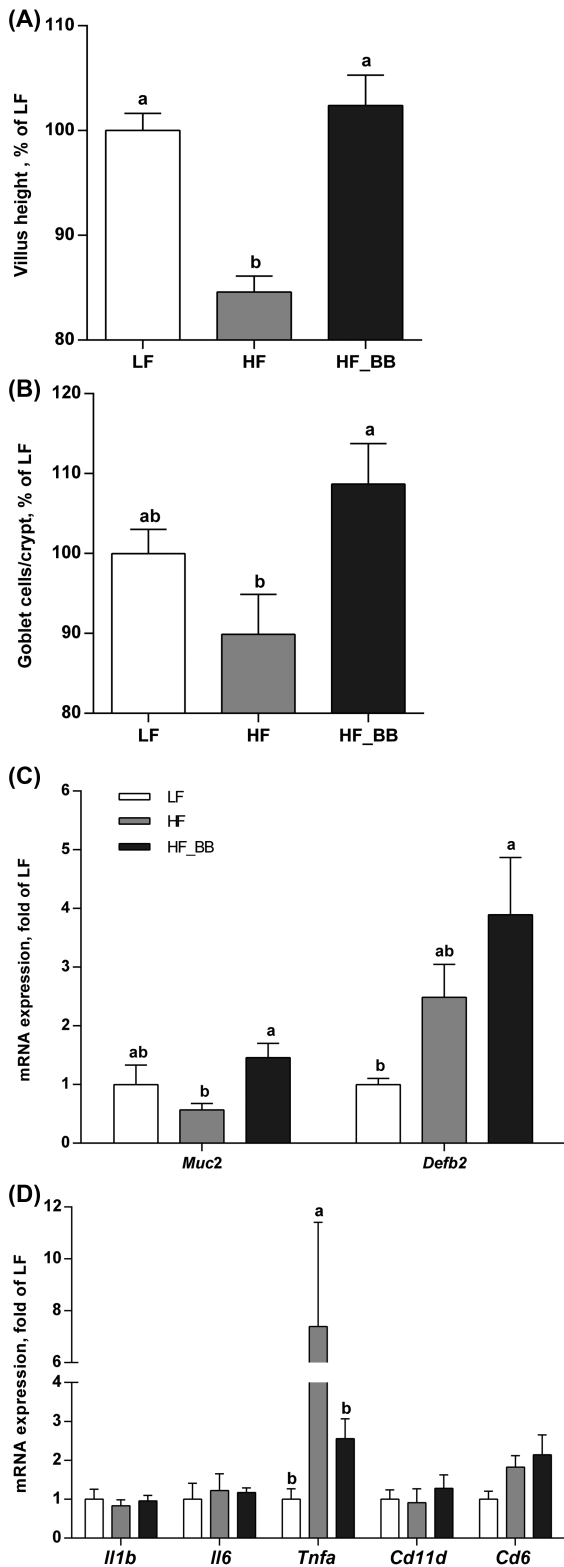 (A)
110
100
90
80
Villus height , % of LF
a
b
a
LF HF HF_BB
(B)
120
110
100
90
80
Goblet cells/crypt, % of LF
ab
b
a
LF HF HF_BB
(C)
6
5
4
3
2
1
0
mRNA expression, fold of LF
LF
HF
HF_BB
ab
b
a
b
ab
a
Muc2 Defb2
(D)
12
10
8
6
4
3
2
1
0
mRNA expression, fold of LF
b
a
b
Il1b Il6 Tnfa Cd11d Cd6